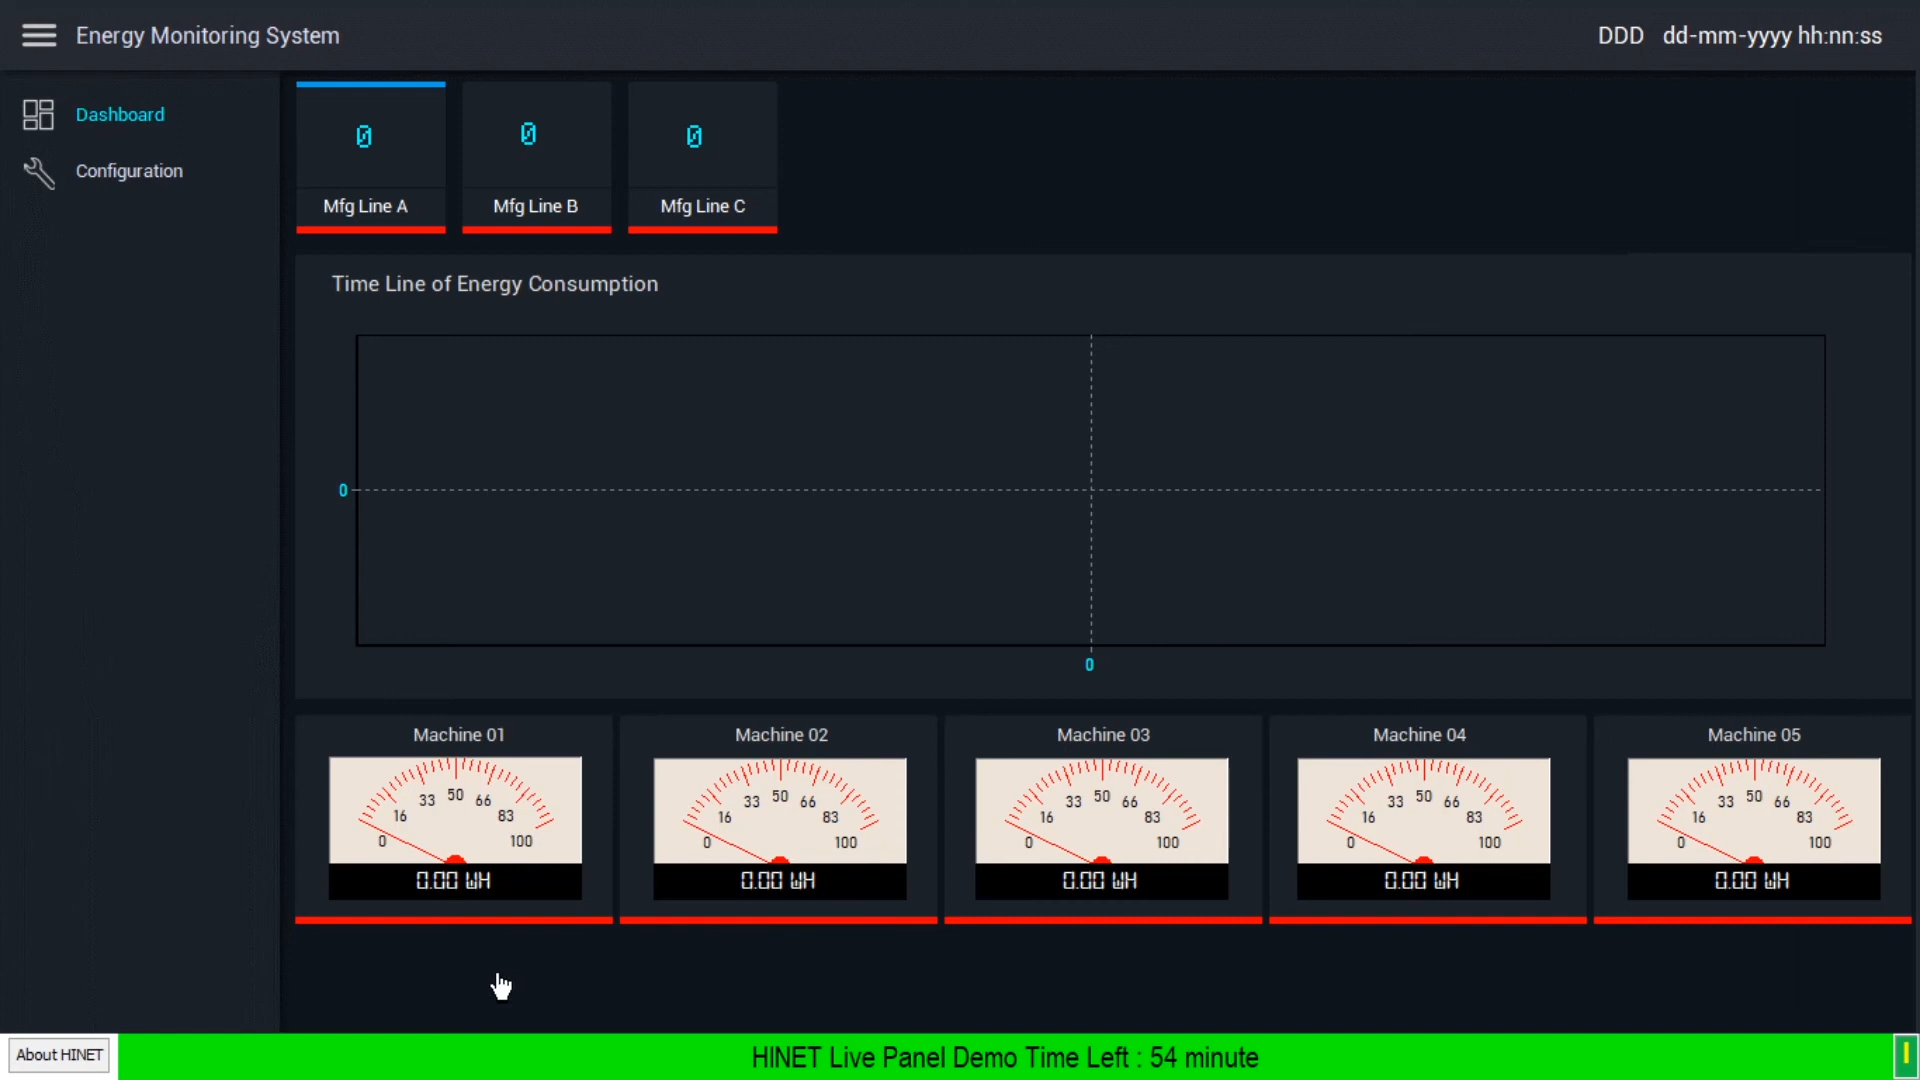 Energy Monitoring System
DDD dd-mm-yyyy hh:nn:ss
Dashboard
Configuration
0
0
0
Mfg Line A
Mfg Line B
Mfg Line C
Time Line of Energy Consumption
0
0
Machine 01
Machine 02
Machine 03
Machine 04
Machine 05
0 16 33 50 66 83 100
0 16 33 50 66 83 100
0 16 33 50 66 83 100
0 16 33 50 66 83 100
0 16 33 50 66 83 100
0.00 WH
0.00 WH
0.00 WH
0.00 WH
0.00 WH
About HINET
HINET Live Panel Demo Time Left : 54 minute
I